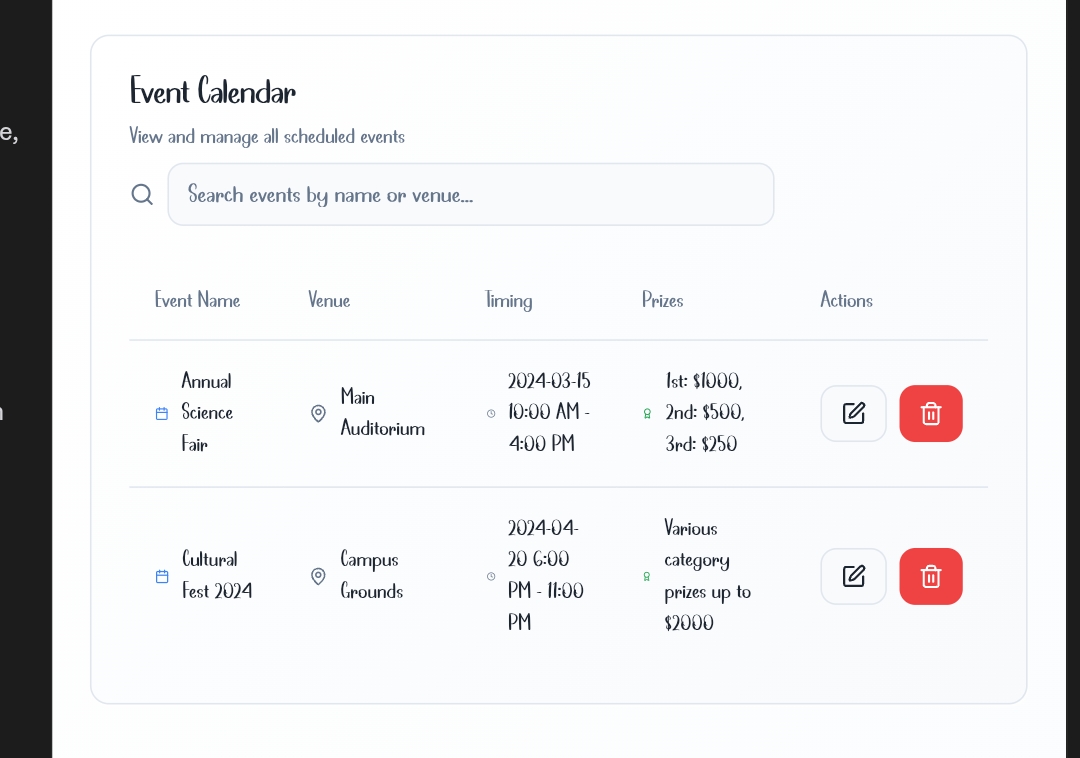 e,
Event Calendar
View and manage all scheduled events
Search events by name or venue...
Event Name Venue Timing Prizes Actions
Annual
Science
Fair
Main
Auditorium
2024-03-15
10:00 AM -
4:00 PM
1st: $1000,
2nd: $500,
3rd: $250
Cultural
Fest 2024
Campus
Grounds
2024-04-
20 6:00
PM - 11:00
PM
Various
category
prizes up to
$2000